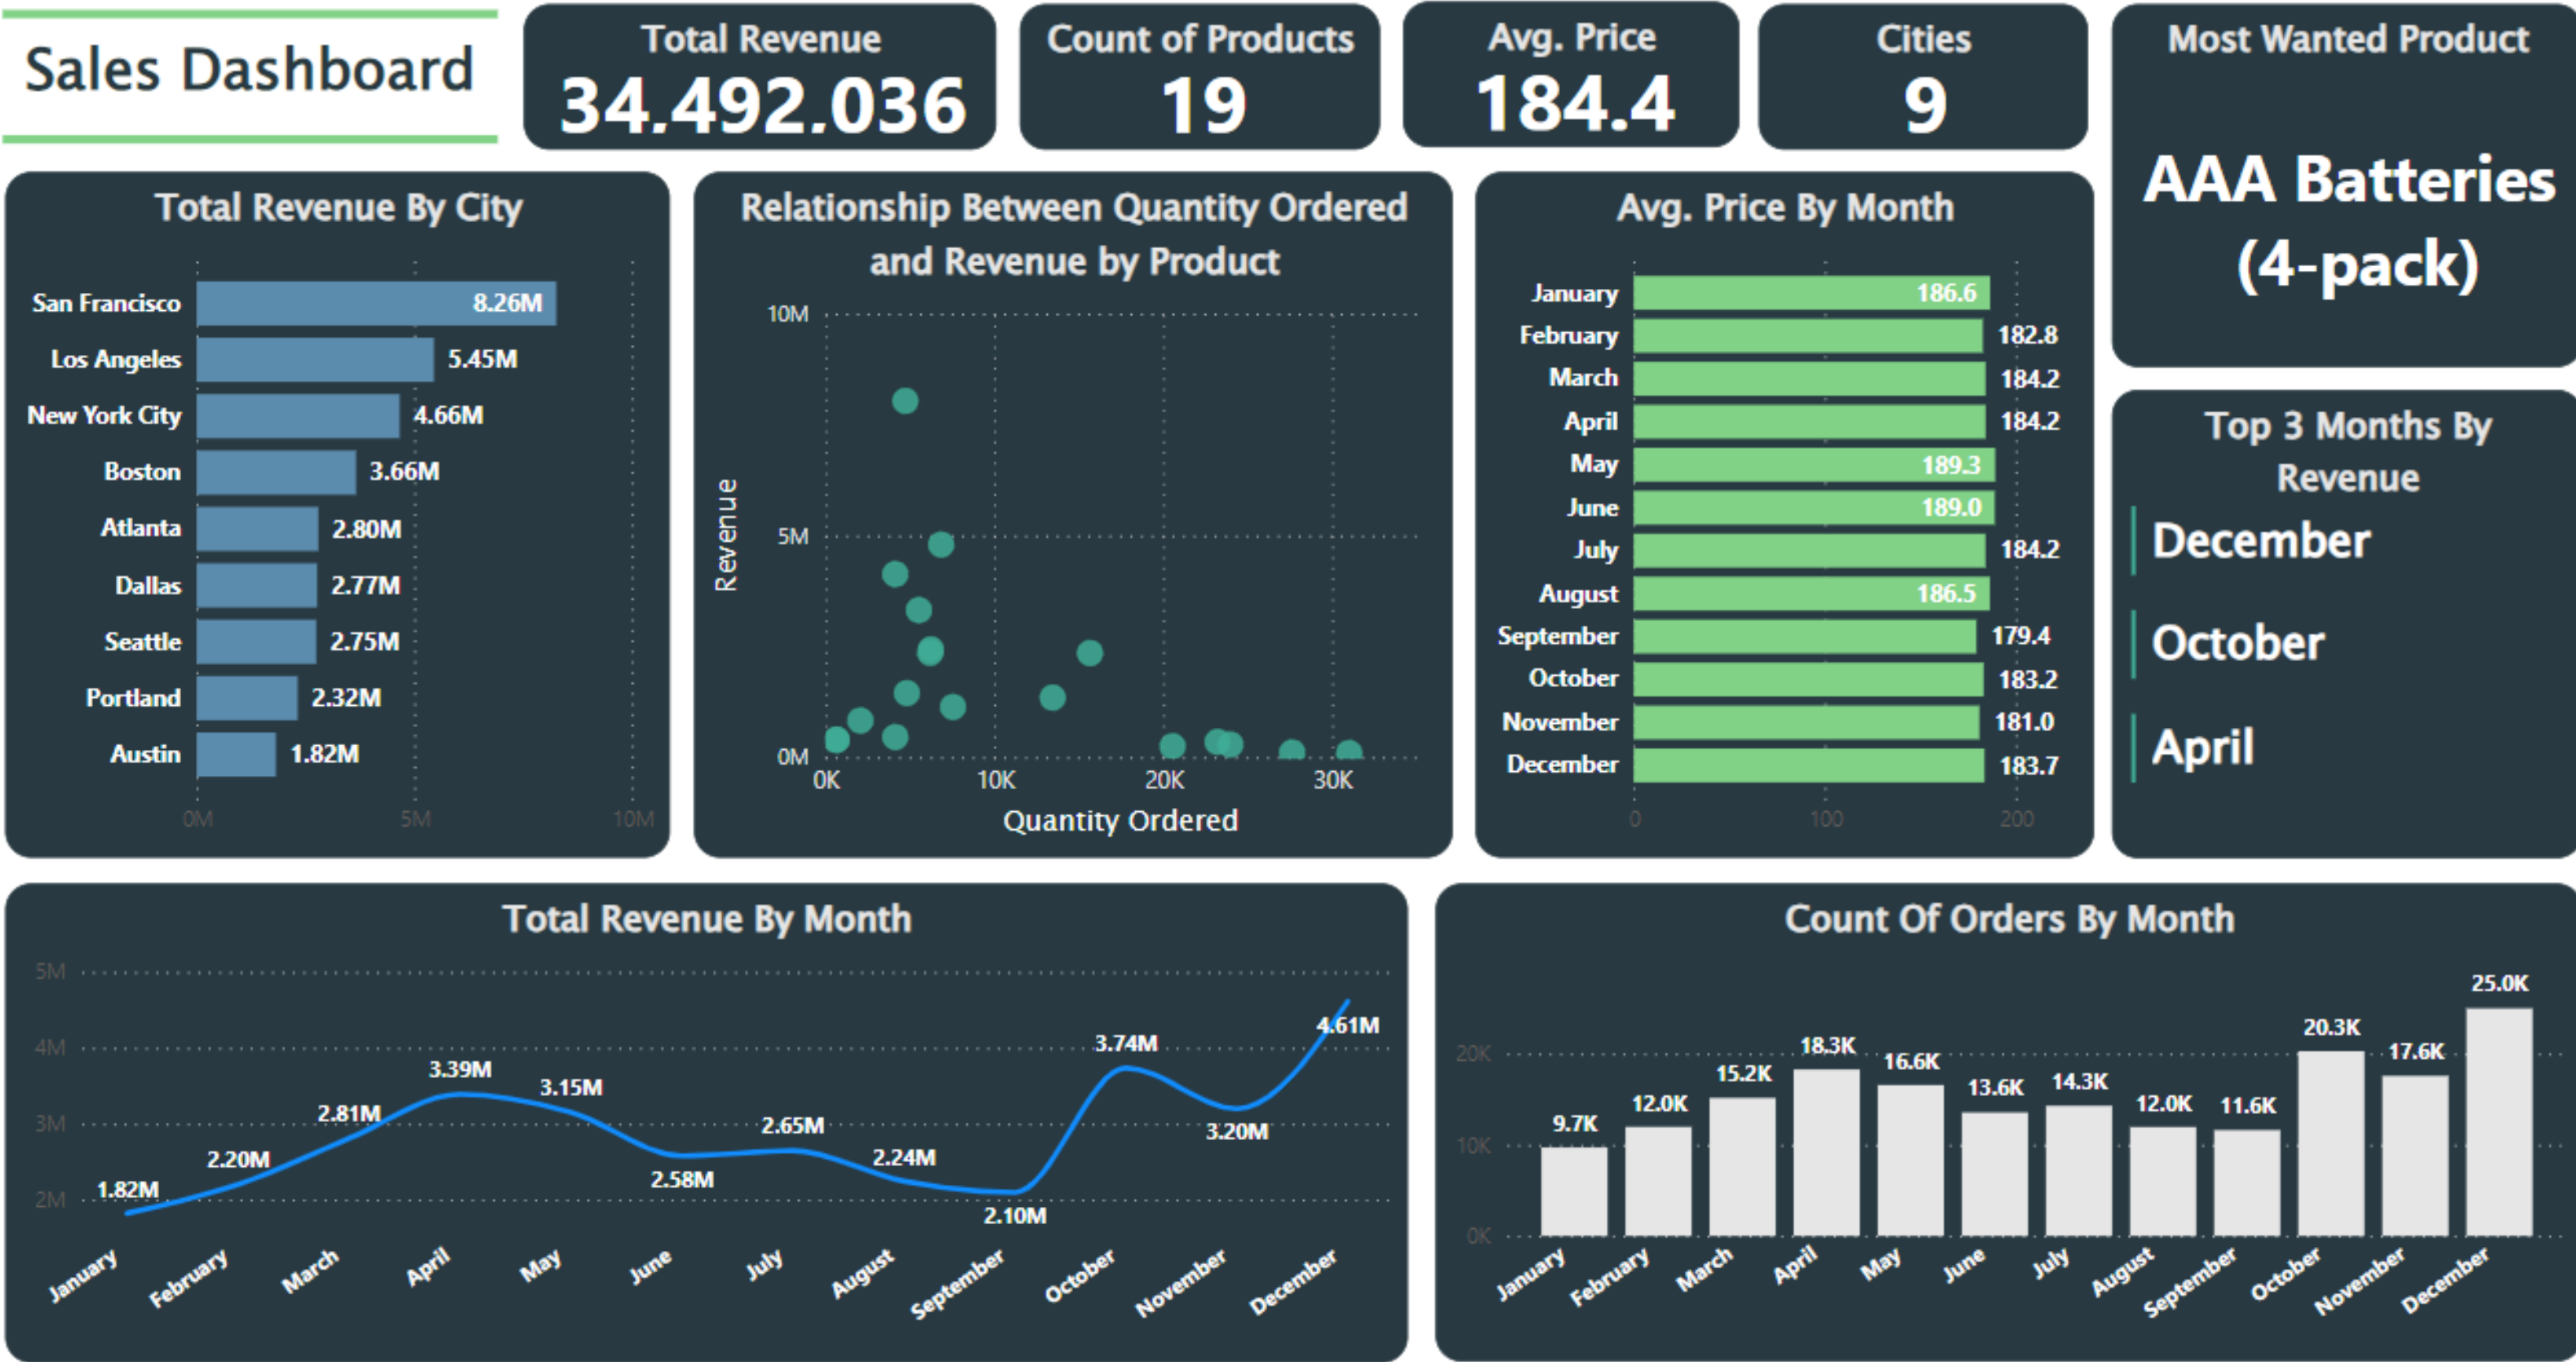 Sales Dashboard
Total Revenue
34.492.036
Count of Products
19
Avg. Price
184.4
Cities
9
Most Wanted Product
AAA Batteries
(4-pack)
Total Revenue By City
San Francisco 8.26M
Los Angeles 5.45M
New York City 4.66M
Boston 3.66M
Atlanta 2.80M
Dallas 2.77M
Seattle 2.75M
Portland 2.32M
Austin 1.82M
0M 5M 10M
Relationship Between Quantity Ordered
and Revenue by Product
Revenue
10M
5M
0M
0K 10K 20K 30K
Quantity Ordered
Avg. Price By Month
January 186.6
February 182.8
March 184.2
April 184.2
May 189.3
June 189.0
July 184.2
August 186.5
September 179.4
October 183.2
November 181.0
December 183.7
0 100 200
Top 3 Months By
Revenue
December
October
April
Total Revenue By Month
5M
4M
3M
2M
1.82M 2.20M 2.81M 3.39M 3.15M 2.58M 2.65M 2.24M 2.10M 3.74M 3.20M 4.61M
January February March April May June July August September October November December
Count Of Orders By Month
20K
10K
0K
9.7K 12.0K 15.2K 18.3K 16.6K 13.6K 14.3K 12.0K 11.6K 20.3K 17.6K 25.0K
January February March April May June July August September October November December